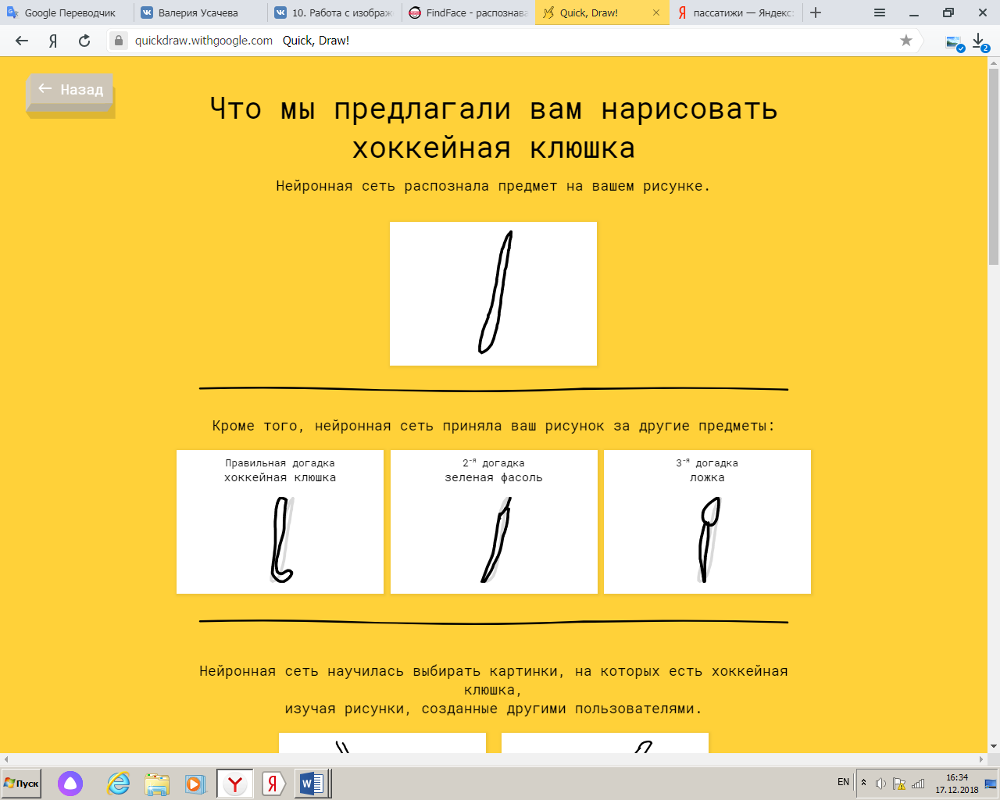 Google Переводчик
Валерия Усачева
10. Работа с изображ
FindFace - распознава
Quick, Draw!
пассатижи — Яндекс:
quickdraw.withgoogle.com Quick, Draw!
2
← Назад
Что мы предлагали вам нарисовать
хоккейная клюшка
Нейронная сеть распознала предмет на вашем рисунке.
Кроме того, нейронная сеть приняла ваш рисунок за другие предметы:
Правильная догадка
хоккейная клюшка
2-я догадка
зеленая фасоль
3-я догадка
ложка
Нейронная сеть научилась выбирать картинки, на которых есть хоккейная
клюшка,
изучая рисунки, созданные другими пользователями.
Пуск
EN
16:34
17.12.2018